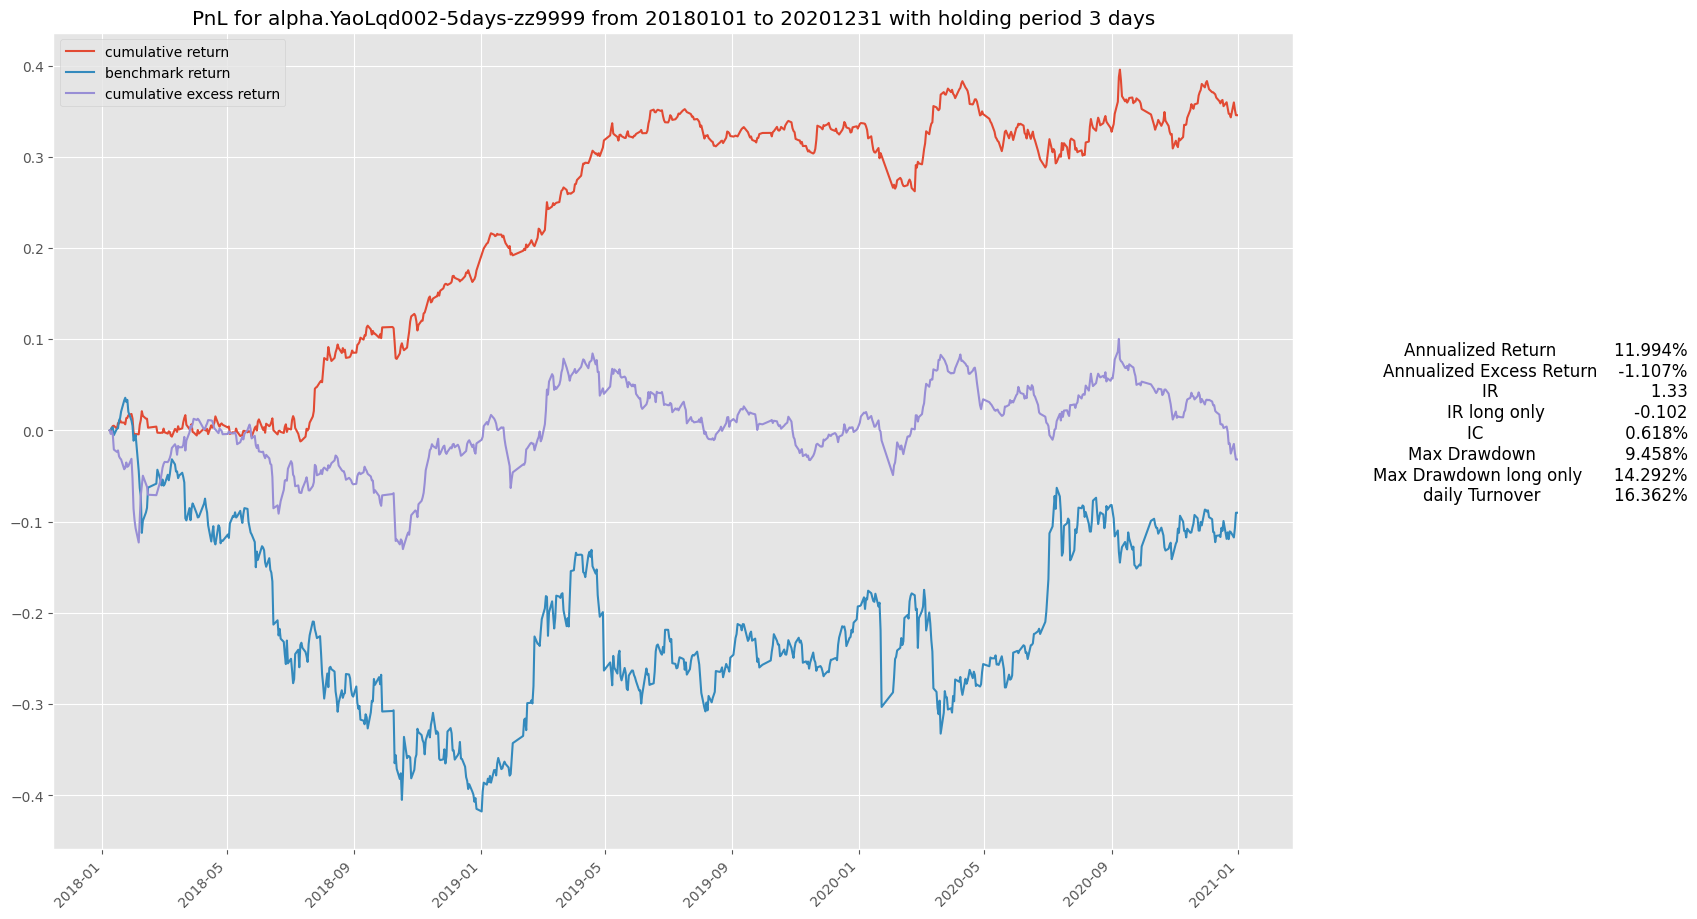 PnL for alpha.YaoLqd002-5days-zz9999 from 20180101 to 20201231 with holding period 3 days
cumulative return
benchmark return
cumulative excess return
0.4
0.3
0.2
0.1
0.0
−0.1
−0.2
−0.3
−0.4
2018-01
2018-05
2018-09
2019-01
2019-05
2019-09
2020-01
2020-05
2020-09
2021-01
Annualized Return 11.994%
Annualized Excess Return -1.107%
IR 1.33
IR long only -0.102
IC 0.618%
Max Drawdown 9.458%
Max Drawdown long only 14.292%
daily Turnover 16.362%